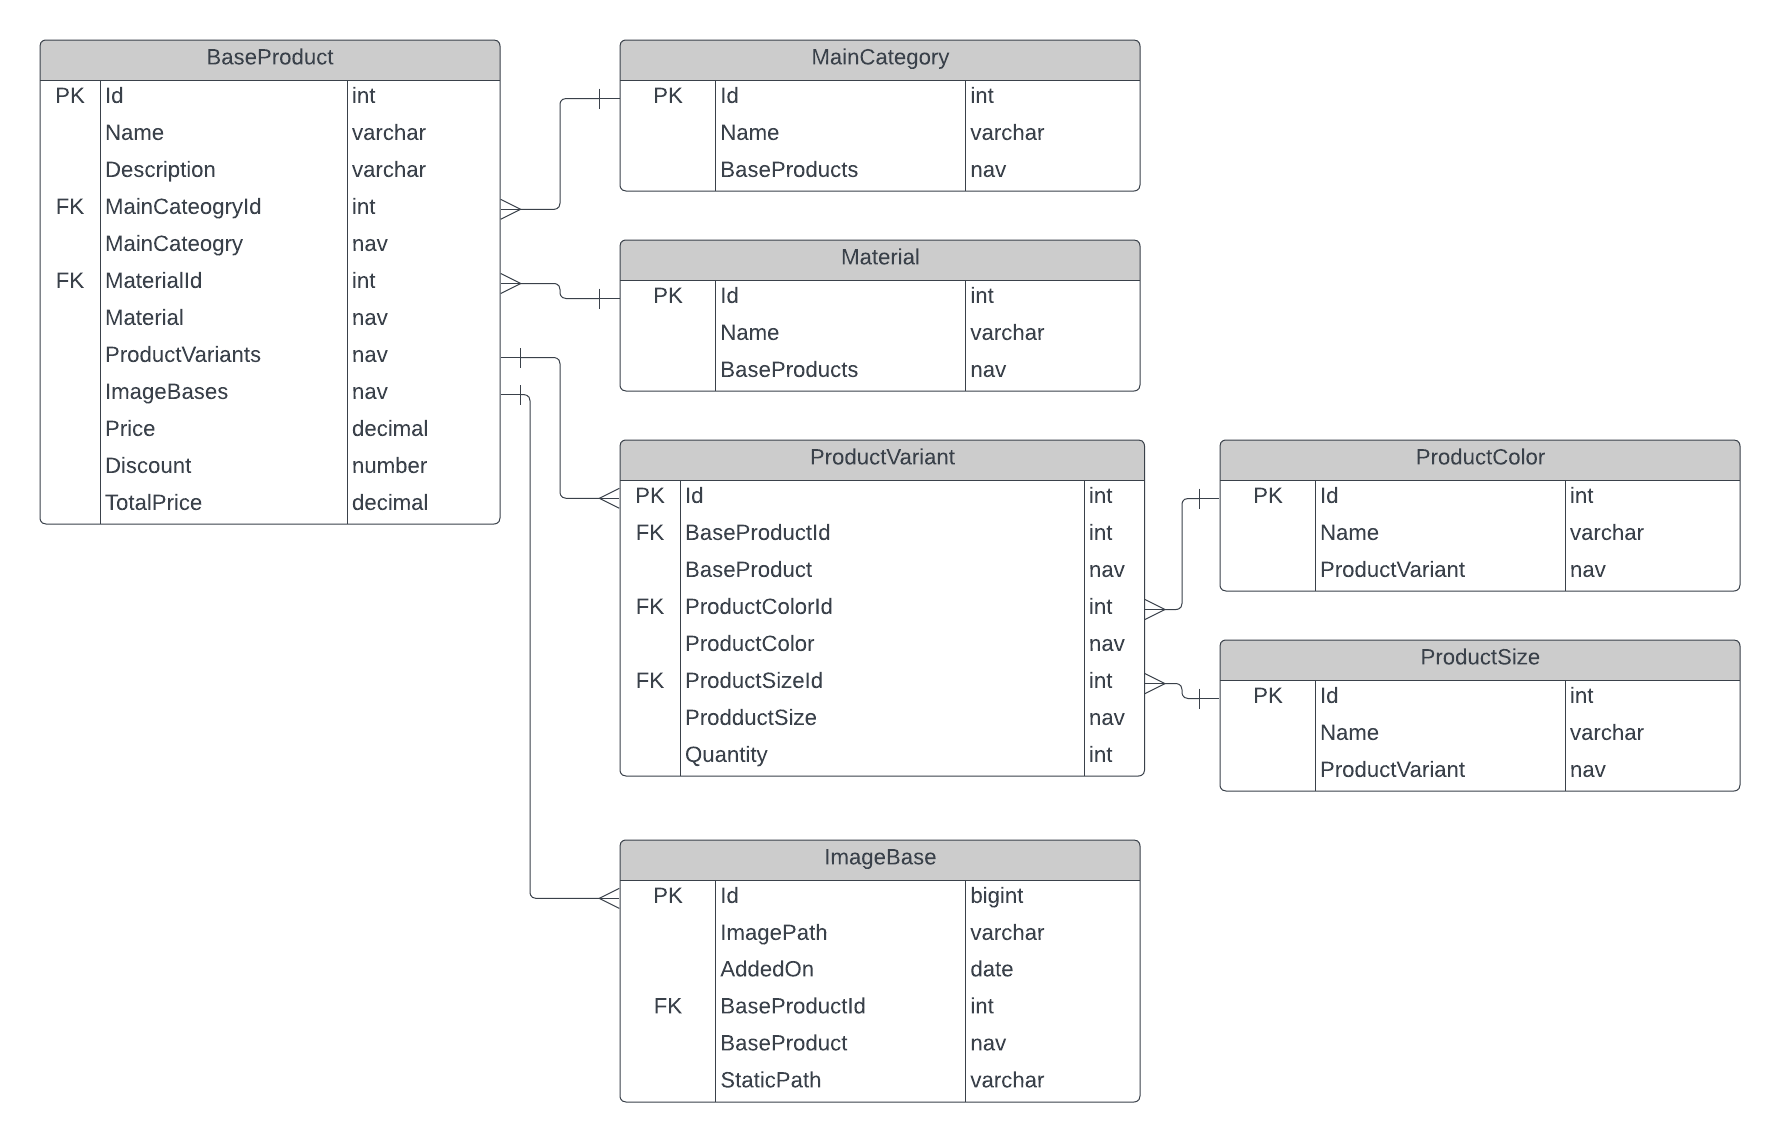 BaseProduct
PK Id int
Name varchar
Description varchar
FK MainCateogryId int
MainCateogry nav
FK MaterialId int
Material nav
ProductVariants nav
ImageBases nav
Price decimal
Discount number
TotalPrice decimal
MainCategory
PK Id int
Name varchar
BaseProducts nav
Material
PK Id int
Name varchar
BaseProducts nav
ProductVariant
PK Id int
FK BaseProductId int
BaseProduct nav
FK ProductColorId int
ProductColor nav
FK ProductSizeId int
ProdductSize nav
Quantity int
ProductColor
PK Id int
Name varchar
ProductVariant nav
ProductSize
PK Id int
Name varchar
ProductVariant nav
ImageBase
PK Id bigint
ImagePath varchar
AddedOn date
FK BaseProductId int
BaseProduct nav
StaticPath varchar